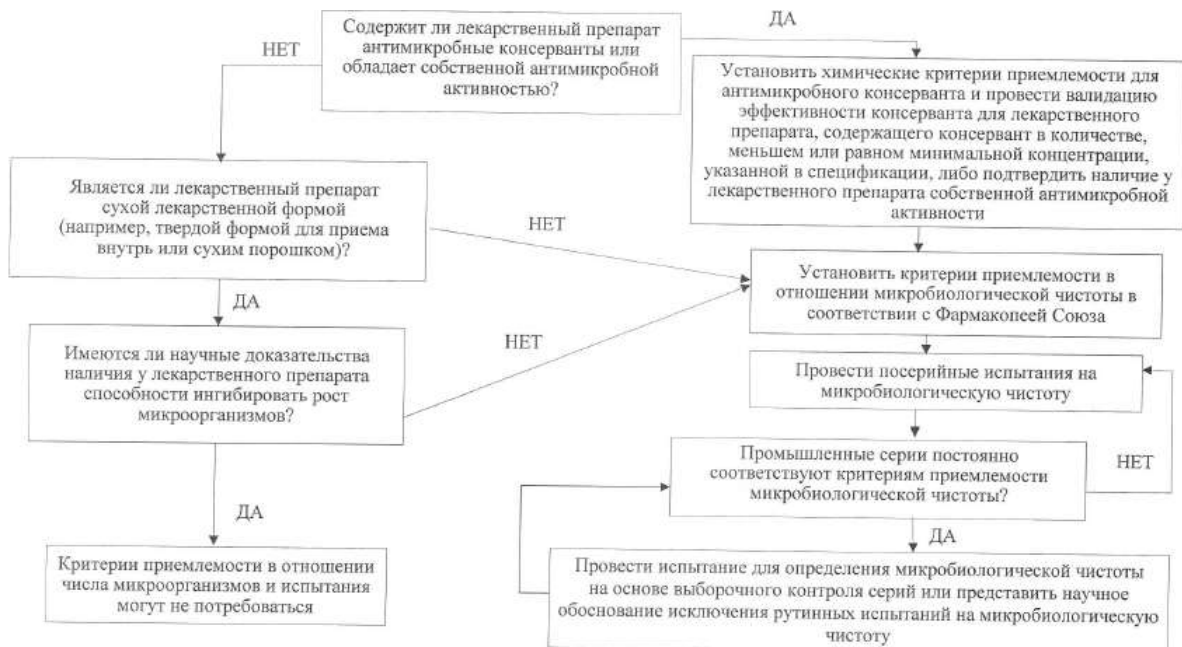 Содержит ли лекарственный препарат
антимикробные консерванты или
обладает собственной антимикробной
активностью?
ДА
НЕТ
Установить химические критерии приемлемости для
антимикробного консерванта и провести валидацию
эффективности консерванта для лекарственного
препарата, содержащего консервант в количестве,
меньшем или равном минимальной концентрации,
указанной в спецификации, либо подтвердить наличие у
лекарственного препарата собственной антимикробной
активности
Является ли лекарственный препарат
сухой лекарственной формой
(например, твердой формой для приема
внутрь или сухим порошком)?
НЕТ
ДА
Установить критерии приемлемости в
отношении микробиологической чистоты в
соответствии с Фармакопеей Союза
Имеются ли научные доказательства
наличия у лекарственного препарата
способности ингибировать рост
микроорганизмов?
НЕТ
Провести посерийные испытания на
микробиологическую чистоту
Промышленные серии постоянно
соответствуют критериям приемлемости
микробиологической чистоты?
НЕТ
ДА
ДА
Критерии приемлемости в отношении
числа микроорганизмов и испытания
могут не потребоваться
Провести испытание для определения микробиологической чистоты
на основе выборочного контроля серий или представить научное
обоснование исключения рутинных испытаний на микробиологическую
чистоту